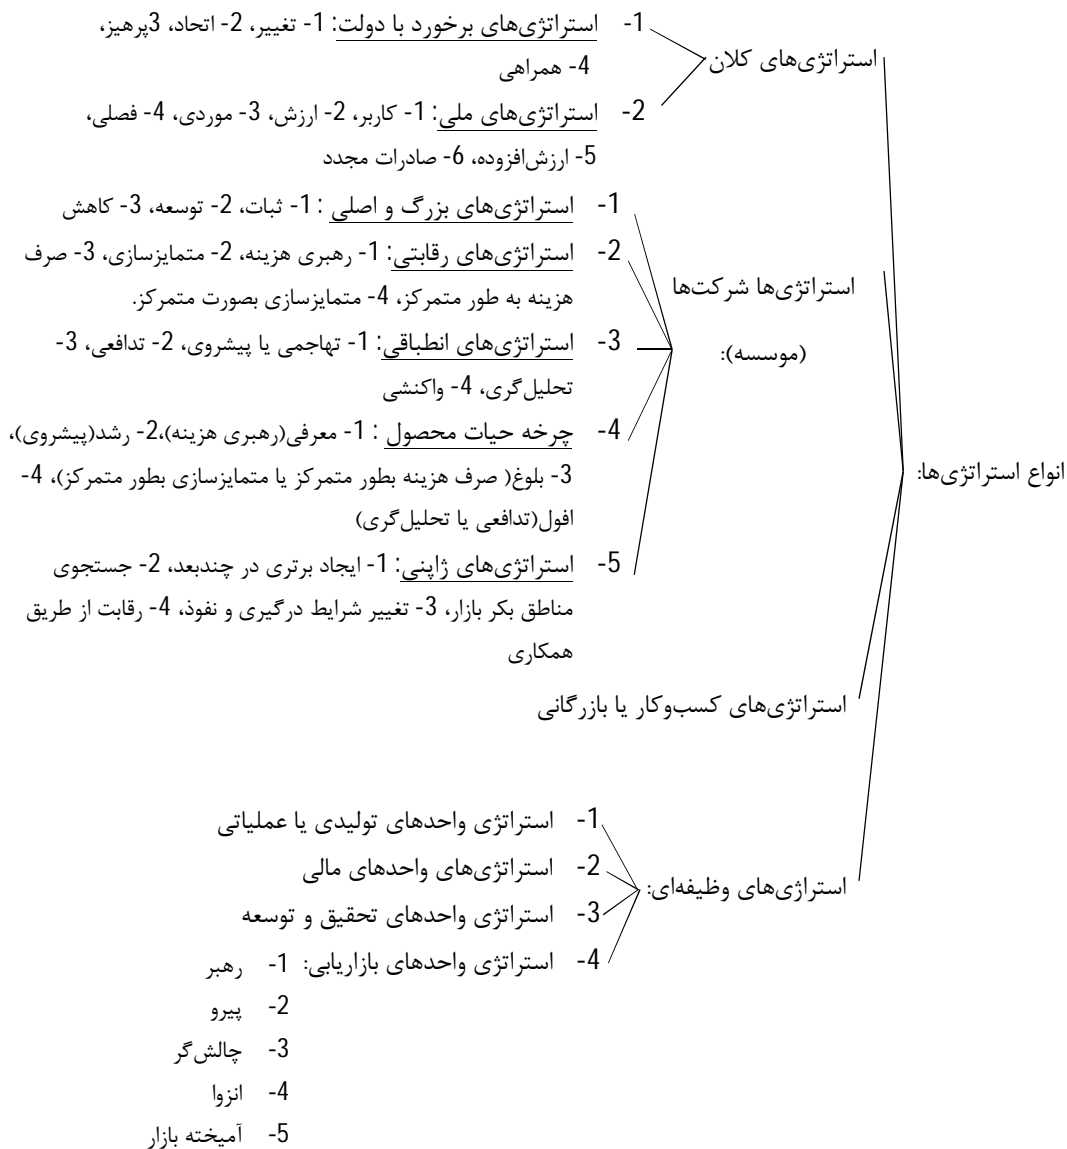 انواع استراتژی‌ها:
استراتژی‌های کلان
1- استراتژی‌های برخورد با دولت: 1- تغییر، 2- اتحاد، 3پرهیز،
4- همراهی
2- استراتژی‌های ملی: 1- کاربر، 2- ارزش، 3- موردی، 4- فصلی،
5- ارزش‌افزوده، 6- صادرات مجدد
استراتژی‌ها شرکت‌ها
(موسسه):
1- استراتژی‌های بزرگ و اصلی : 1- ثبات، 2- توسعه، 3- کاهش
2- استراتژی‌های رقابتی: 1- رهبری هزینه، 2- متمایزسازی، 3- صرف
هزینه به طور متمرکز، 4- متمایزسازی بصورت متمرکز.
3- استراتژی‌های انطباقی: 1- تهاجمی یا پیشروی، 2- تدافعی، 3-
تحلیل‌گری، 4- واکنشی
4- چرخه حیات محصول : 1- معرفی(رهبری هزینه)،2- رشد(پیشروی)،
3- بلوغ( صرف هزینه بطور متمرکز یا متمایزسازی بطور متمرکز)، 4-
افول(تدافعی یا تحلیل‌گری)
5- استراتژی‌های ژاپنی: 1- ایجاد برتری در چندبعد، 2- جستجوی
مناطق بکر بازار، 3- تغییر شرایط درگیری و نفوذ، 4- رقابت از طریق
همکاری
استراتژی‌های کسب‌وکار یا بازرگانی
استراژی‌های وظیفه‌ای:
1- استراتژی واحدهای تولیدی یا عملیاتی
2- استراتژی‌های واحدهای مالی
3- استراتژی واحدهای تحقیق و توسعه
4- استراتژی واحدهای بازاریابی: 1- رهبر
2- پیرو
3- چالش‌گر
4- انزوا
5- آمیخته بازار